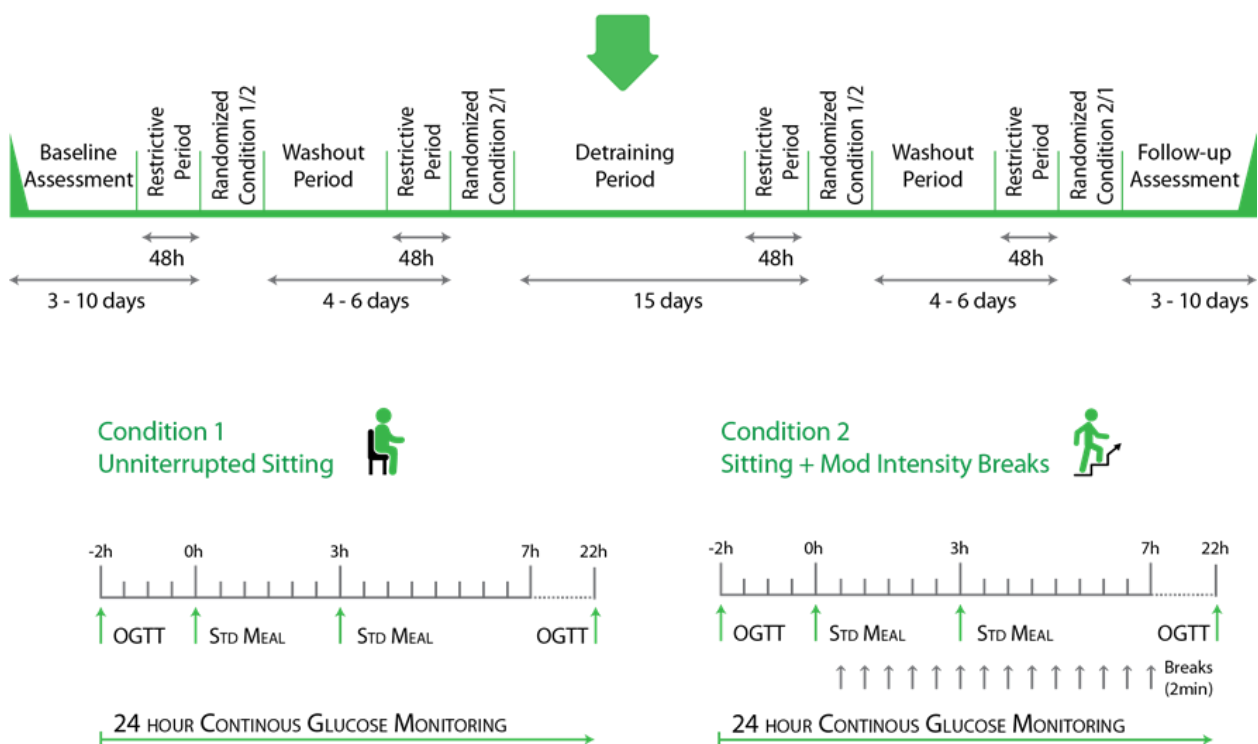 Baseline
Assessment
Restrictive
Period
Randomized
Condition 1/2
Washout
Period
Restrictive
Period
Randomized
Condition 2/1
Detraining
Period
Restrictive
Period
Randomized
Condition 1/2
Washout
Period
Restrictive
Period
Randomized
Condition 2/1
Follow-up
Assessment
48h
48h
48h
48h
3 - 10 days
4 - 6 days
15 days
4 - 6 days
3 - 10 days
Condition 1
Unniterrupted Sitting
-2h 0h 3h 7h 22h
OGTT STD MEAL STD MEAL OGTT
24 HOUR CONTINOUS GLUCOSE MONITORING
Condition 2
Sitting + Mod Intensity Breaks
-2h 0h 3h 7h 22h
OGTT STD MEAL STD MEAL OGTT
Breaks
(2min)
24 HOUR CONTINOUS GLUCOSE MONITORING